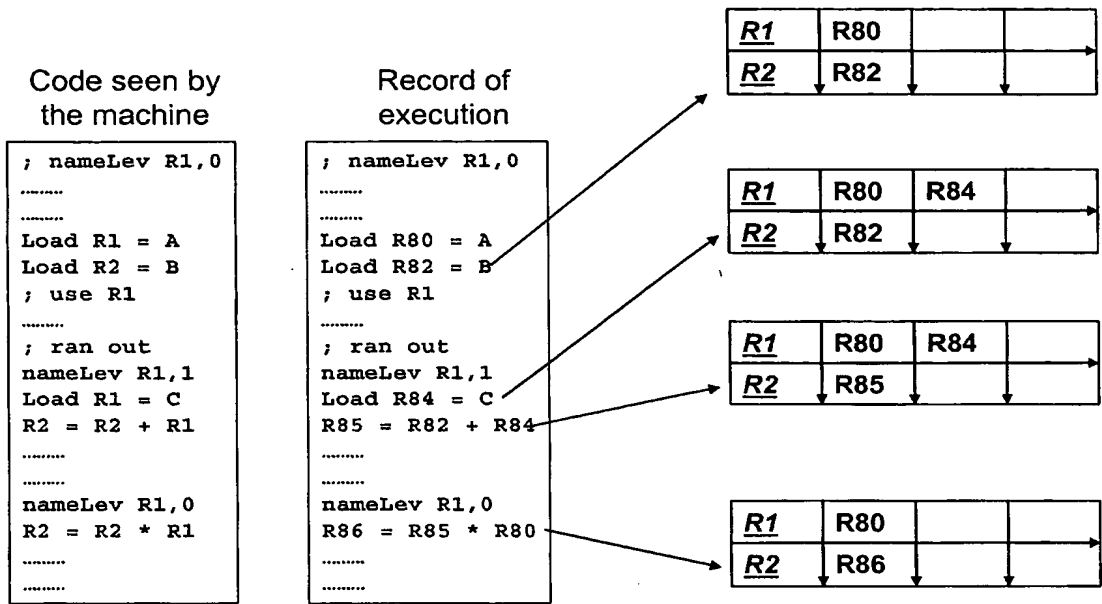 Code seen by
the machine
; nameLev R1,0
.........
.........
Load R1 = A
Load R2 = B
; use R1
.........
; ran out
nameLev R1,1
Load R1 = C
R2 = R2 + R1
.........
.........
nameLev R1,0
R2 = R2 * R1
.........
.........
Record of
execution
; nameLev R1,0
.........
.........
Load R80 = A
Load R82 = B
; use R1
.........
; ran out
nameLev R1,1
Load R84 = C
R85 = R82 + R84
.........
.........
nameLev R1,0
R86 = R85 * R80
.........
.........
R1 R80
R2 R82
R1 R80 R84
R2 R82
R1 R80 R84
R2 R85
R1 R80
R2 R86